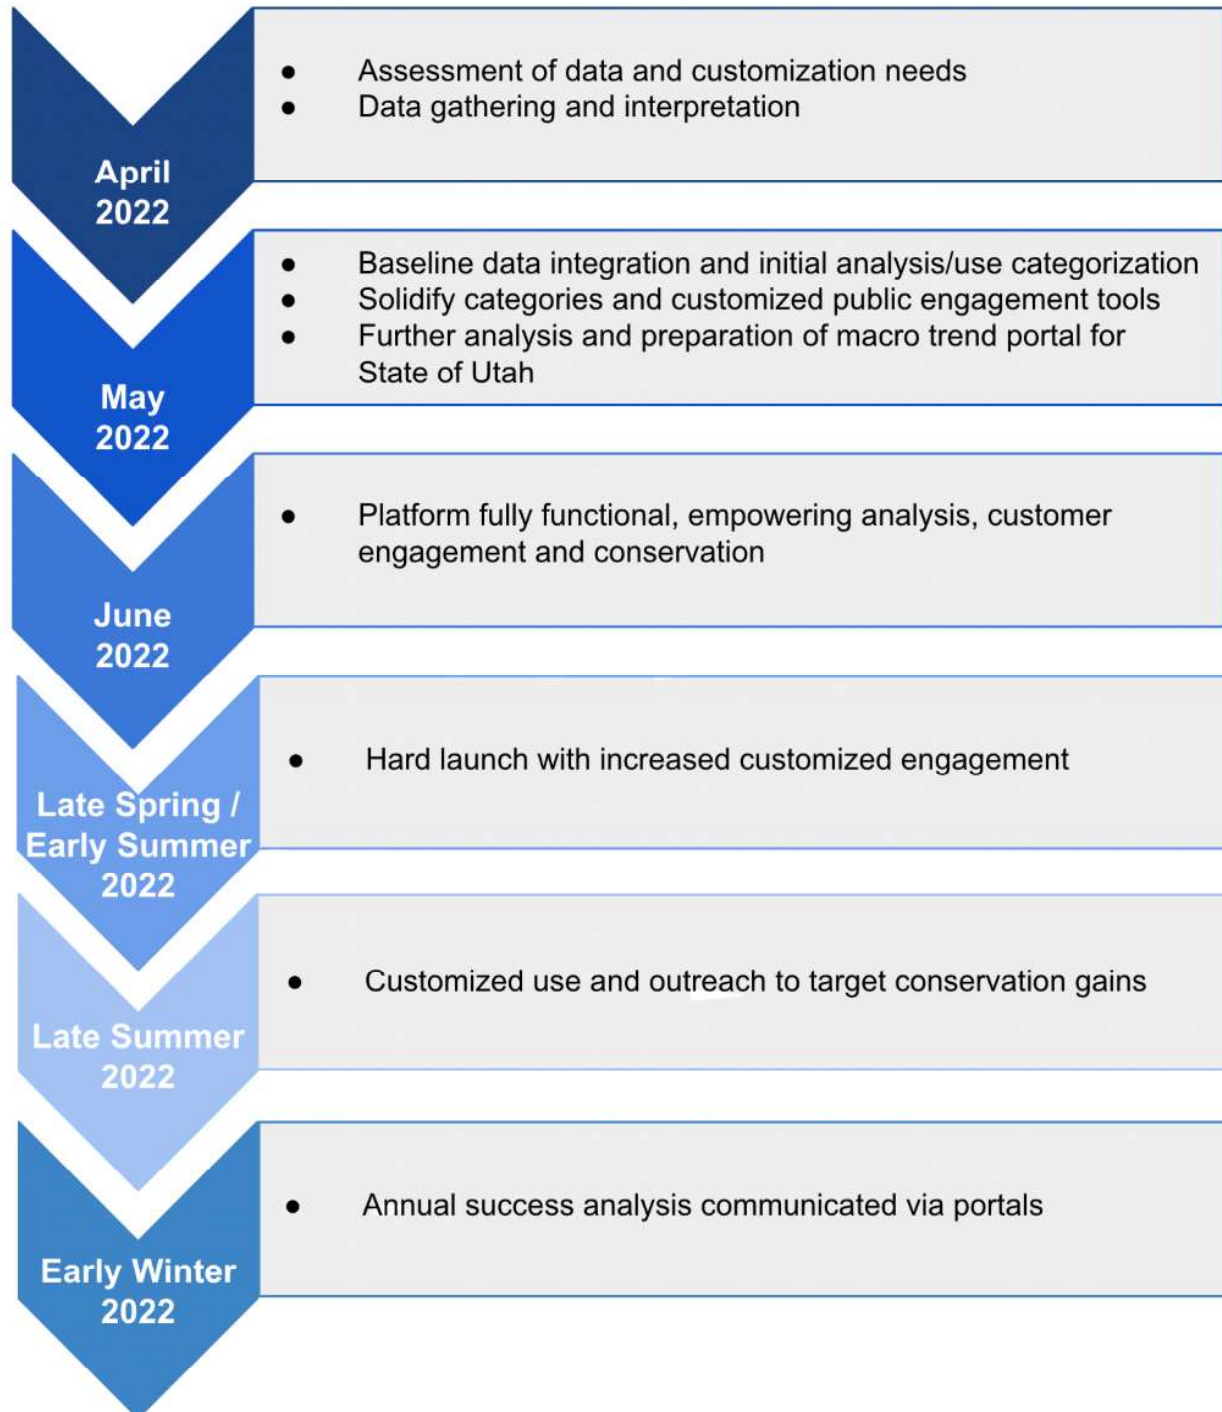 April
2022
● Assessment of data and customization needs
● Data gathering and interpretation
May
2022
● Baseline data integration and initial analysis/use categorization
● Solidify categories and customized public engagement tools
● Further analysis and preparation of macro trend portal for
State of Utah
June
2022
● Platform fully functional, empowering analysis, customer
engagement and conservation
Late Spring /
Early Summer
2022
● Hard launch with increased customized engagement
Late Summer
2022
● Customized use and outreach to target conservation gains
Early Winter
2022
● Annual success analysis communicated via portals